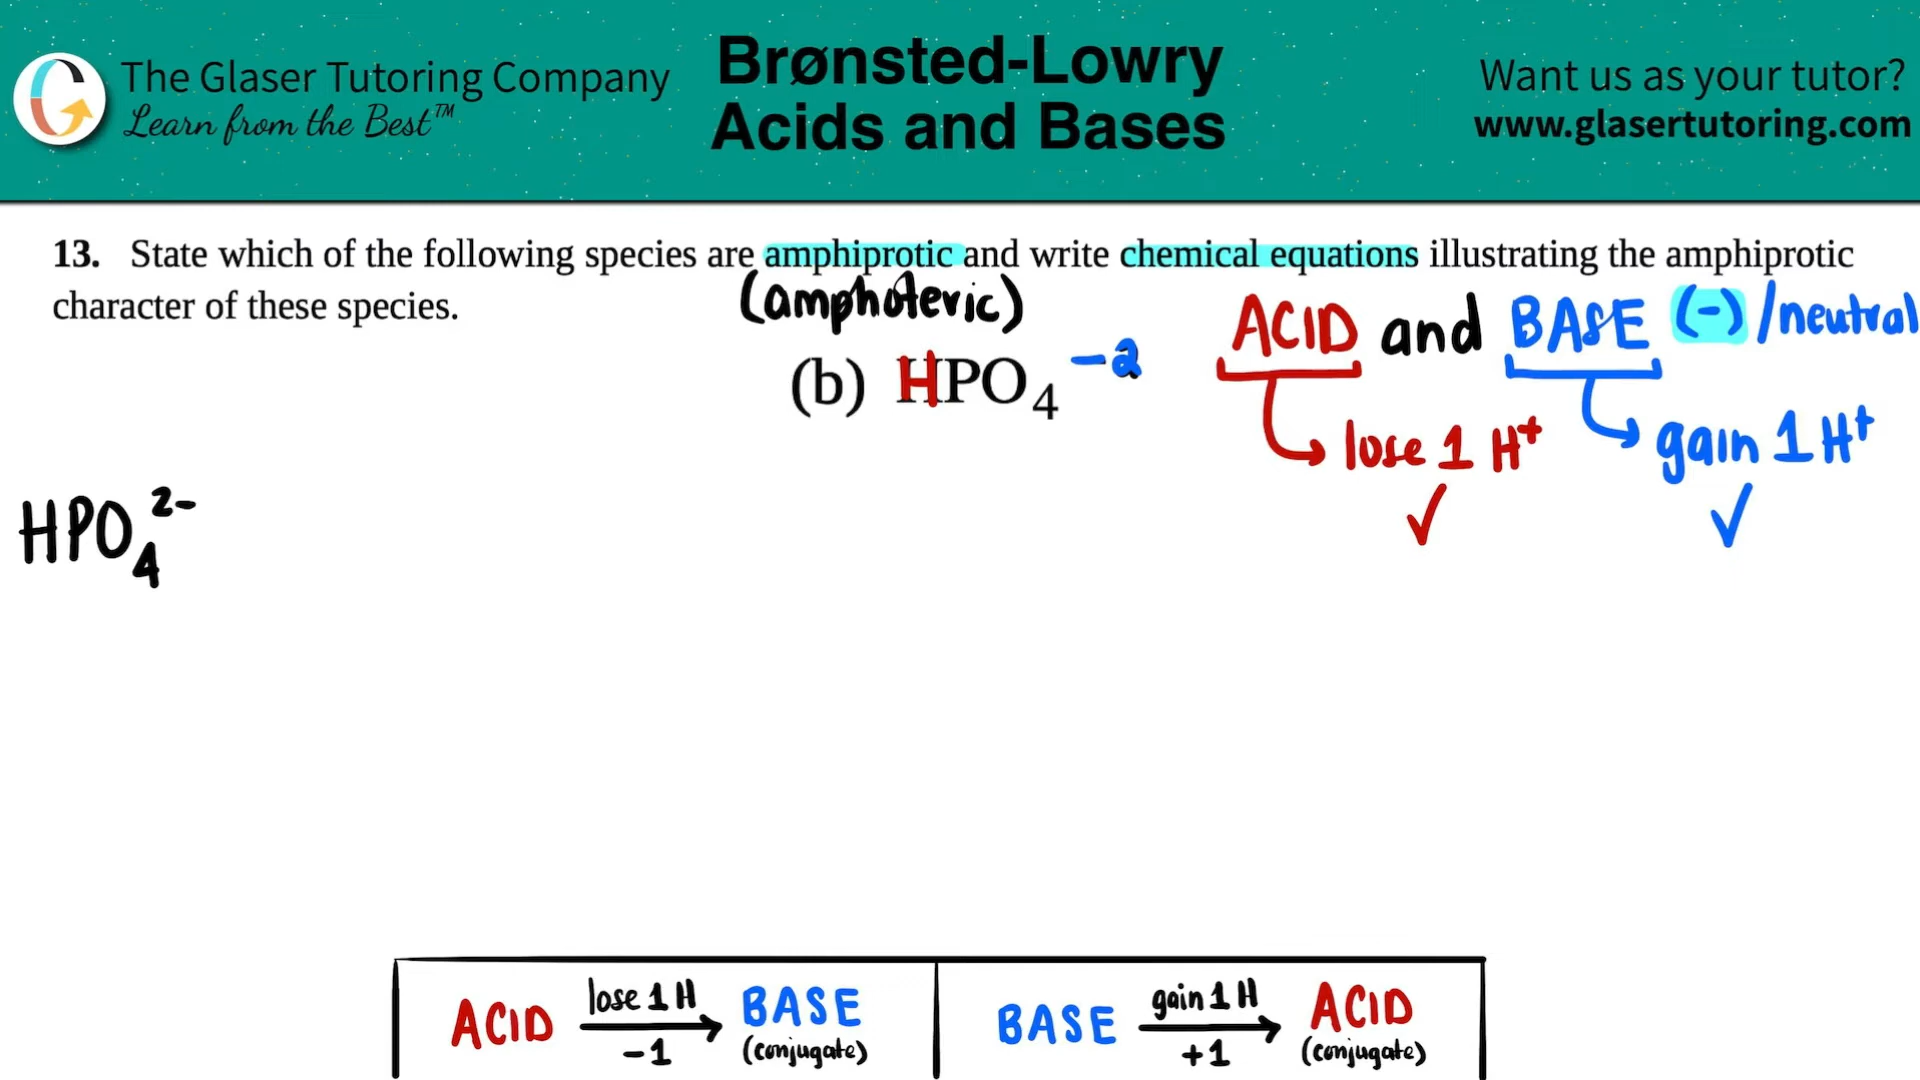 The Glaser Tutoring Company
Learn from the Best™
Brønsted-Lowry
Acids and Bases
Want us as your tutor?
www.glasertutoring.com
13. State which of the following species are amphiprotic and write chemical equations illustrating the amphiprotic
character of these species.
(amphoteric)
ACID and BASE (-)/neutral
(b) HPO₄ -2
lose 1 H⁺
✓
gain 1 H⁺
✓
HPO₄²⁻
ACID lose 1 H -1 BASE (conjugate)
BASE gain 1 H +1 ACID (conjugate)